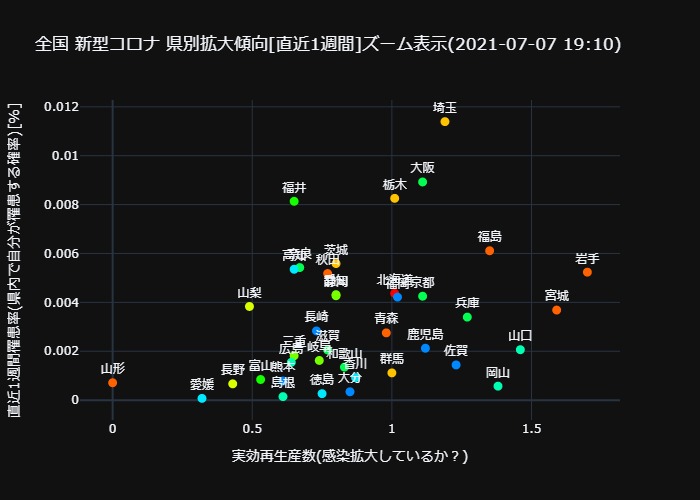 全国 新型コロナ 県別拡大傾向[直近1週間]ズーム表示(2021-07-07 19:10)
直近1週間罹患率(県内で自分が罹患する確率)[%]
0.012
0.01
0.008
0.006
0.004
0.002
0
埼玉
大阪
栃木
福井
福島
茨城
奈良
高知
秋田
岩手
北海道
福岡
京都
山梨
兵庫
宮城
長崎
青森
鹿児島
滋賀
三重
広島
岐阜
和歌山
山口
佐賀
香川
群馬
山形
長野
富山
熊本
愛媛
島根
徳島
大分
岡山
0
0.5
1
1.5
実効再生産数(感染拡大しているか？)